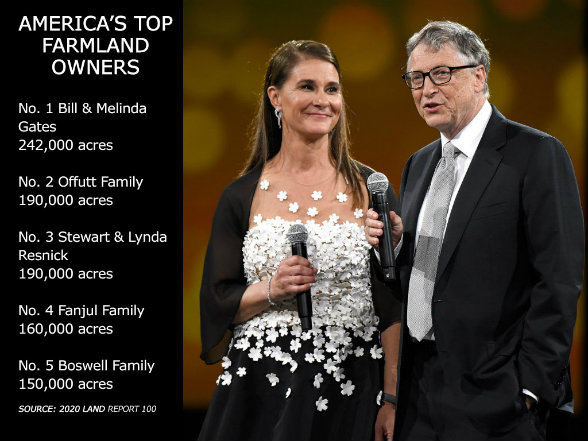 AMERICA'S TOP
FARMLAND
OWNERS
No. 1 Bill & Melinda
Gates
242,000 acres
No. 2 Offutt Family
190,000 acres
No. 3 Stewart & Lynda
Resnick
190,000 acres
No. 4 Fanjul Family
160,000 acres
No. 5 Boswell Family
150,000 acres
SOURCE: 2020 LAND REPORT 100